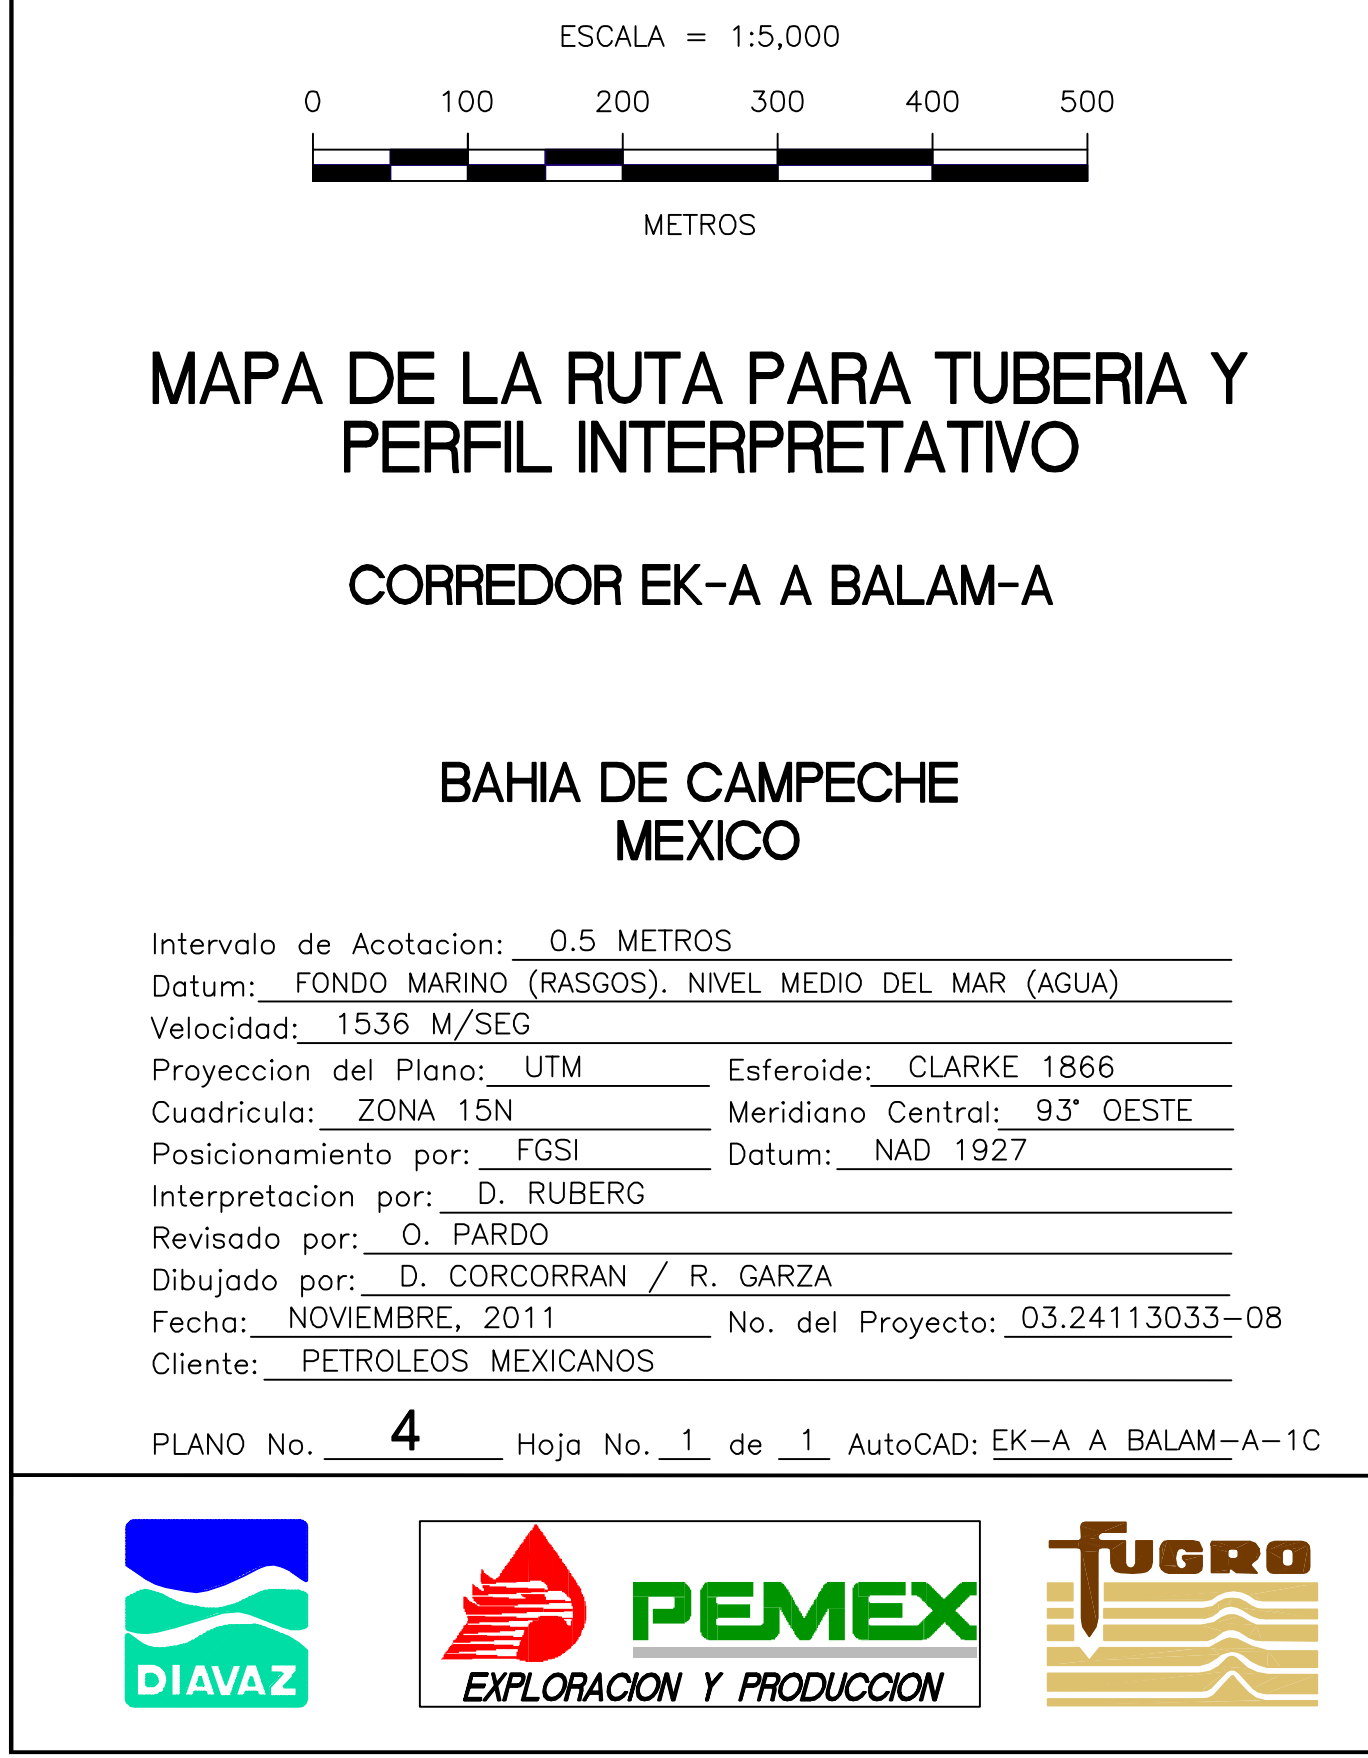 ESCALA = 1:5,000
0 100 200 300 400 500
METROS
MAPA DE LA RUTA PARA TUBERIA Y
PERFIL INTERPRETATIVO
CORREDOR EK-A A BALAM-A
BAHIA DE CAMPECHE
MEXICO
Intervalo de Acotacion: 0.5 METROS
Datum: FONDO MARINO (RASGOS). NIVEL MEDIO DEL MAR (AGUA)
Velocidad: 1536 M/SEG
Proyeccion del Plano: UTM Esferoide: CLARKE 1866
Cuadricula: ZONA 15N Meridiano Central: 93° OESTE
Posicionamiento por: FGSI Datum: NAD 1927
Interpretacion por: D. RUBERG
Revisado por: O. PARDO
Dibujado por: D. CORCORRAN / R. GARZA
Fecha: NOVIEMBRE, 2011 No. del Proyecto: 03.24113033-08
Cliente: PETROLEOS MEXICANOS
PLANO No. 4 Hoja No. 1 de 1 AutoCAD: EK-A A BALAM-A-1C
DIAVAZ
PEMEX
EXPLORACION Y PRODUCCION
fUGRO